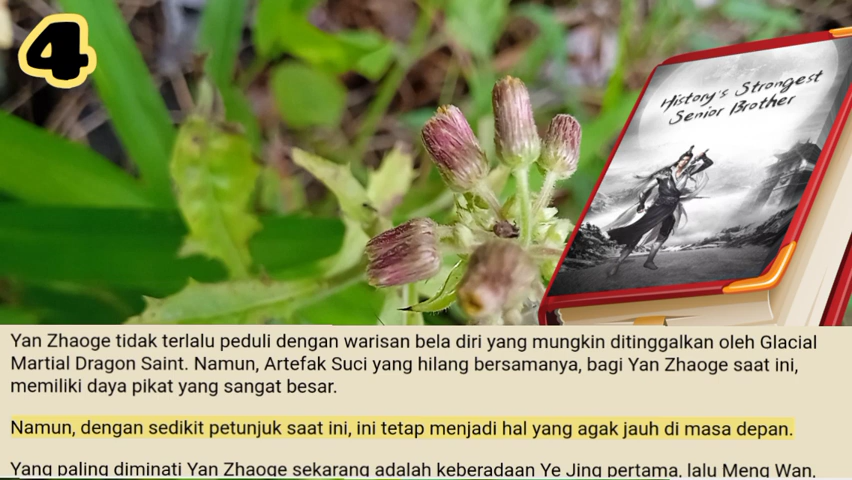 4
History's Strongest
Senior Brother
Yan Zhaoge tidak terlalu peduli dengan warisan bela diri yang mungkin ditinggalkan oleh Glacial
Martial Dragon Saint. Namun, Artefak Suci yang hilang bersamanya, bagi Yan Zhaoge saat ini,
memiliki daya pikat yang sangat besar.
Namun, dengan sedikit petunjuk saat ini, ini tetap menjadi hal yang agak jauh di masa depan.
Yang paling diminati Yan Zhaoge sekarang adalah keberadaan Ye Jing pertama, lalu Meng Wan,